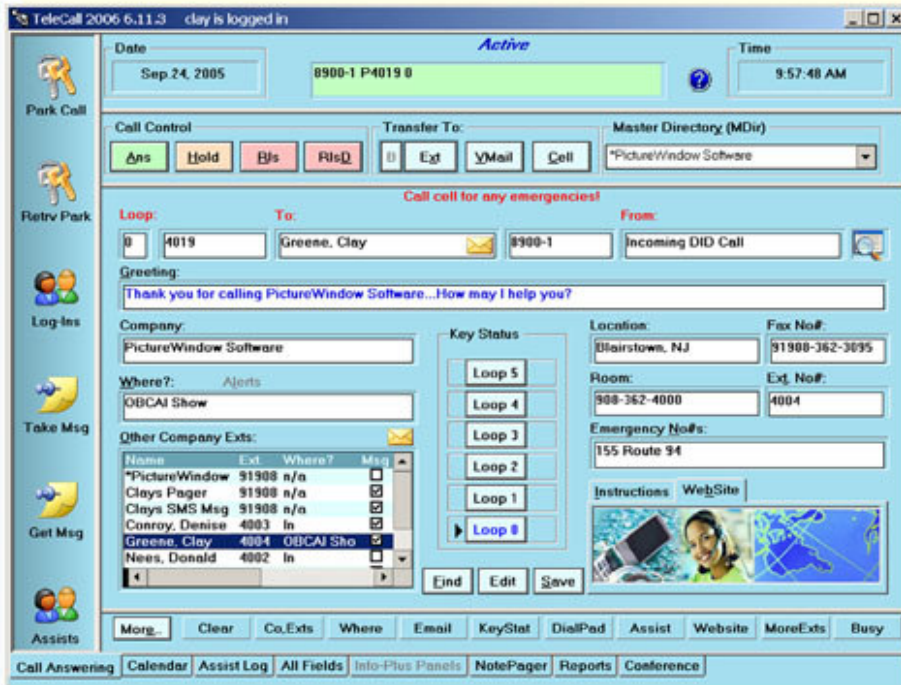 TeleCall 2006 6.11.3 clay is logged in
Date
Active
Time
Sep.24, 2005
8900-1 P4019 0
9:57:48 AM
Park Call
Call Control
Transfer To:
Master Directory (MDir)
Ans
Hold
Rls
RlsD
0
Ext
VMail
Cell
*PictureWindow Software
Retrv Park
Call cell for any emergencies!
Loop:
To:
From:
0
4019
Greene, Clay
8900-1
Incoming DID Call
Greeting:
Thank you for calling PictureWindow Software...How may I help you?
Log-Ins
Company:
Key Status
Location:
Fax No#:
PictureWindow Software
Blairstown, NJ
91908-362-3095
Loop 5
Where?:
Alerts
Room:
Ext. No#:
OBCAI Show
Loop 4
908-362-4000
4004
Take Msg
Other Company Exts:
Loop 3
Emergency No#s:
155 Route 94
Name Ext. Where? Msg
*PictureWindow 91908 n/a
Loop 2
Clays Pager 91908 n/a
Loop 1
Instructions
WebSite
Clays SMS Msg 91908 n/a
Conroy, Denise 4003 In
Loop 0
Greene, Clay 4004 OBCAI Sho
Nees, Donald 4002 In
Get Msg
Find
Edit
Save
Assists
More..
Clear
Co.Exts
Where
Email
KeyStat
DialPad
Assist
Website
MoreExts
Busy
Call Answering
Calendar
Assist Log
All Fields
Info-Plus Panels
NotePager
Reports
Conference